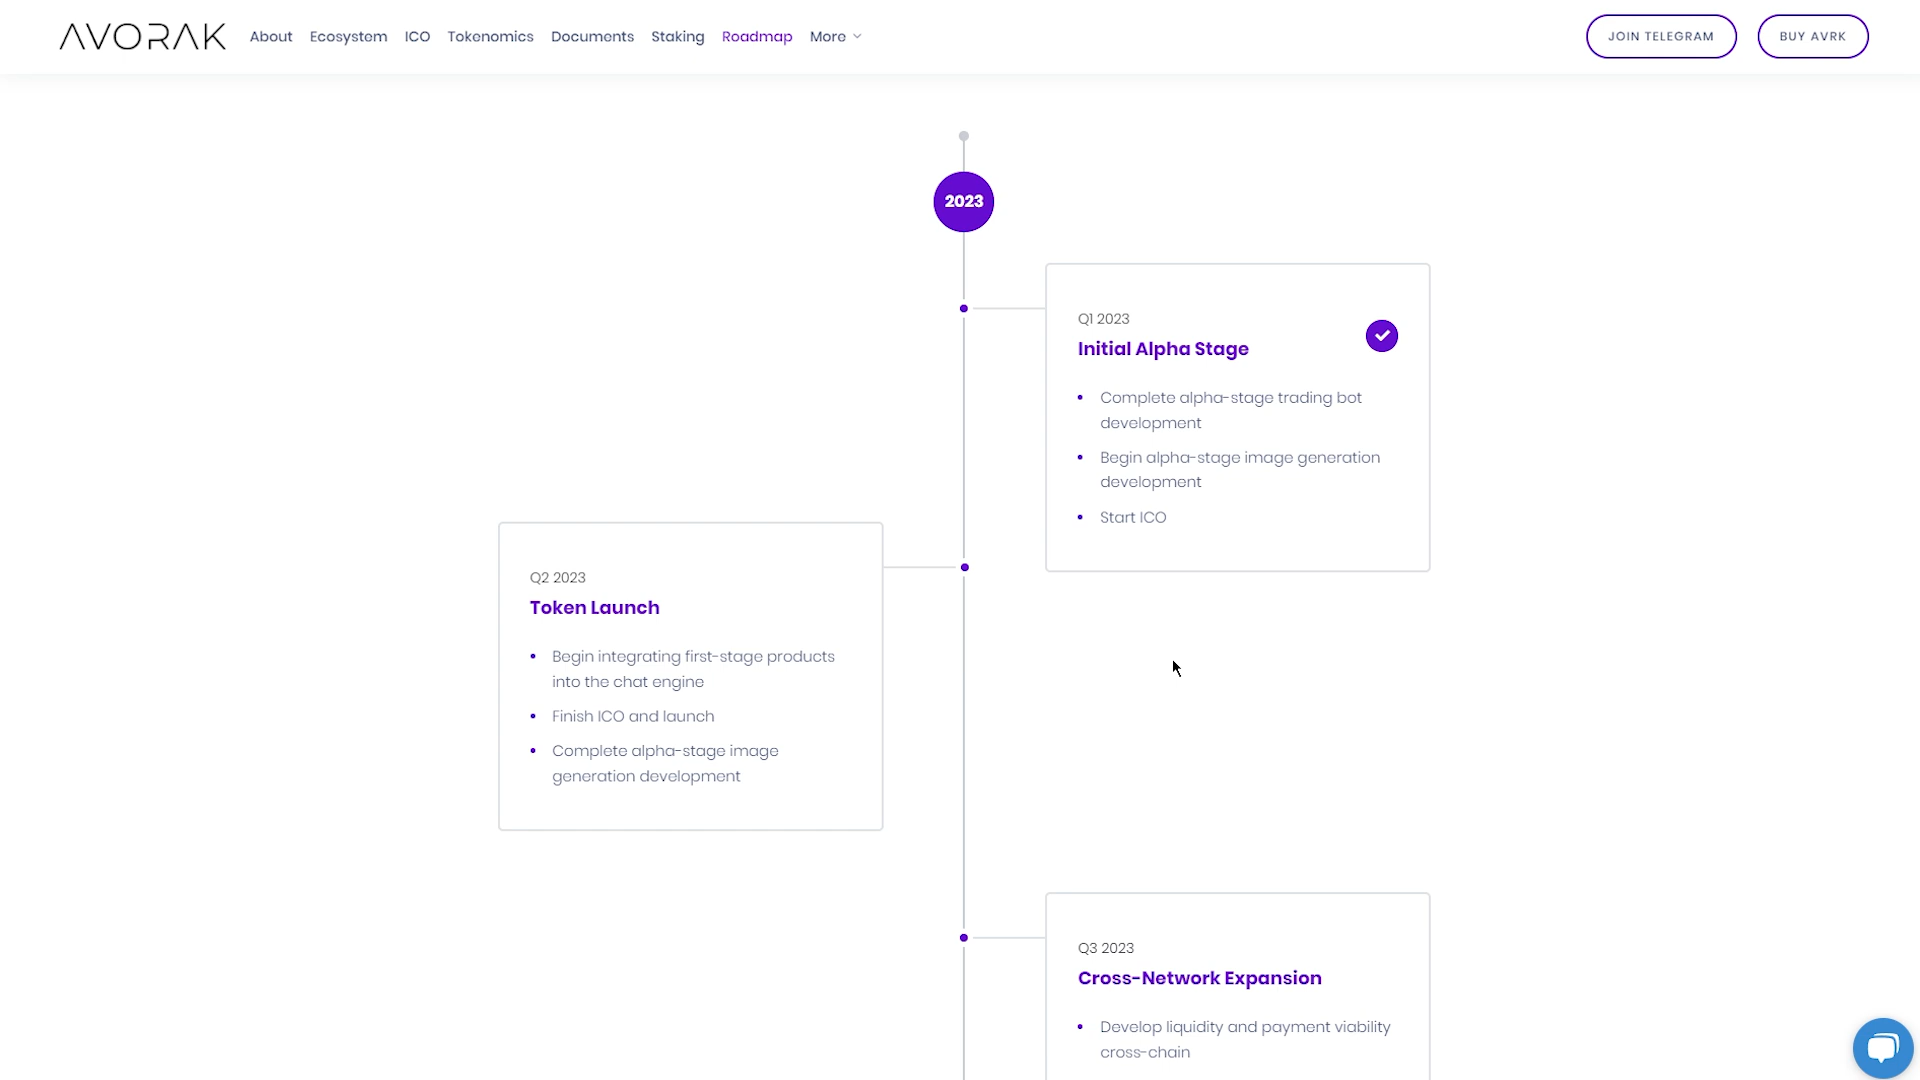 AVORAK
About Ecosystem ICO Tokenomics Documents Staking Roadmap More
JOIN TELEGRAM
BUY AVRK
2023
Q1 2023
Initial Alpha Stage
Complete alpha-stage trading bot
development
Begin alpha-stage image generation
development
Start ICO
Q2 2023
Token Launch
Begin integrating first-stage products
into the chat engine
Finish ICO and launch
Complete alpha-stage image
generation development
Q3 2023
Cross-Network Expansion
Develop liquidity and payment viability
cross-chain